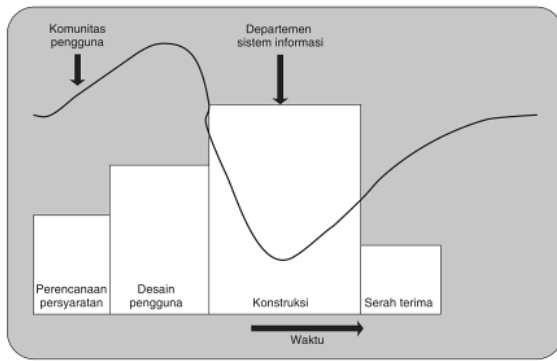 Komunitas
pengguna
Departemen
sistem informasi
Perencanaan
persyaratan
Desain
pengguna
Konstruksi
Serah terima
Waktu